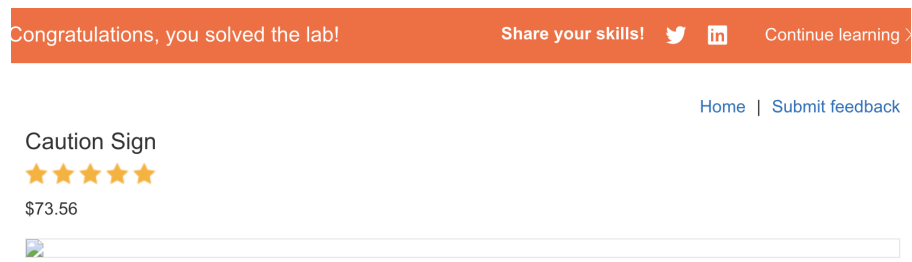 Congratulations, you solved the lab!
Share your skills!
Continue learning
Home | Submit feedback
Caution Sign
$73.56